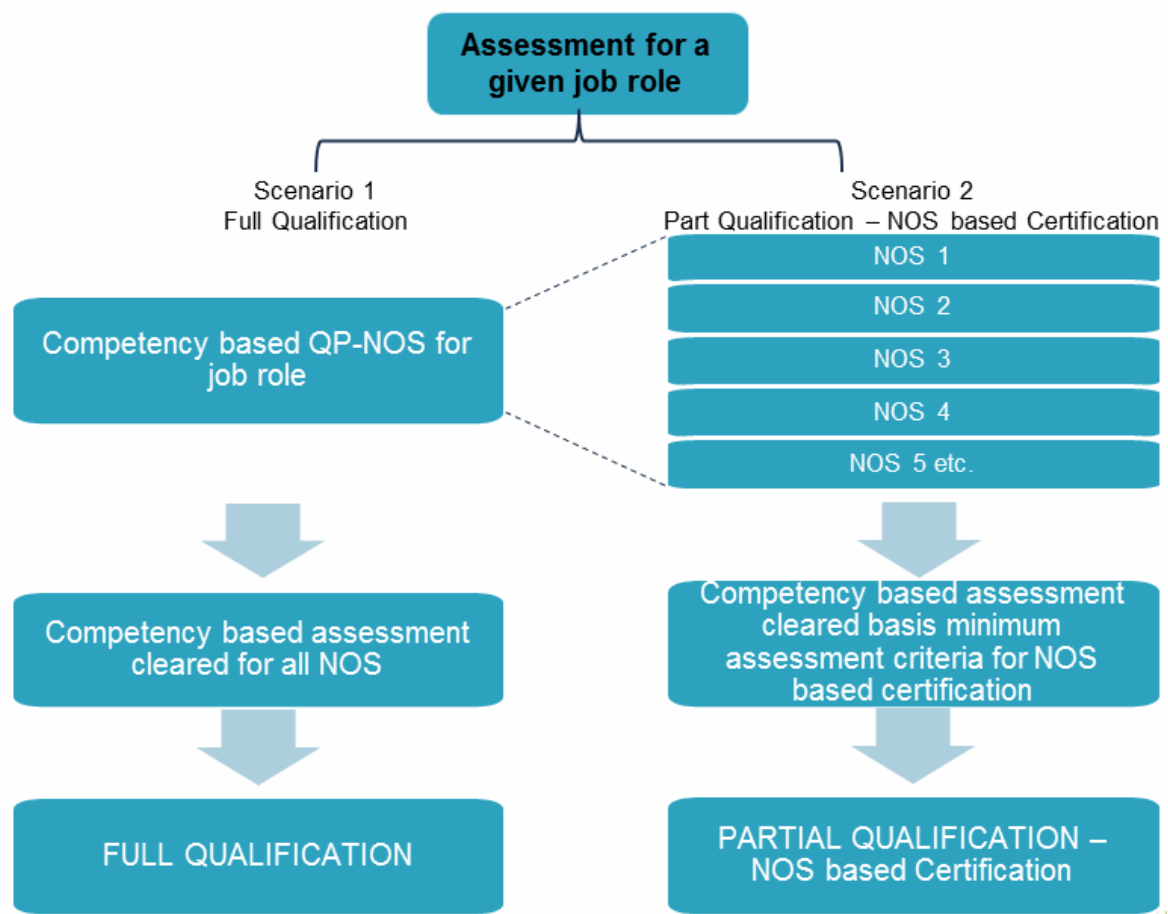 Assessment for a
given job role
Scenario 1
Full Qualification
Scenario 2
Part Qualification – NOS based Certification
Competency based QP-NOS for
job role
NOS 1
NOS 2
NOS 3
NOS 4
NOS 5 etc.
Competency based assessment
cleared for all NOS
Competency based assessment
cleared basis minimum
assessment criteria for NOS
based certification
FULL QUALIFICATION
PARTIAL QUALIFICATION –
NOS based Certification